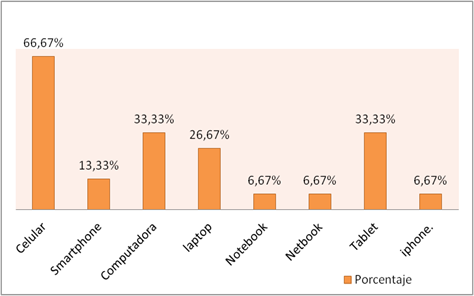 66,67%
13,33%
33,33%
26,67%
6,67%
6,67%
33,33%
6,67%
Celular
Smartphone
Computadora
laptop
Notebook
Netbook
Tablet
iphone.
Porcentaje